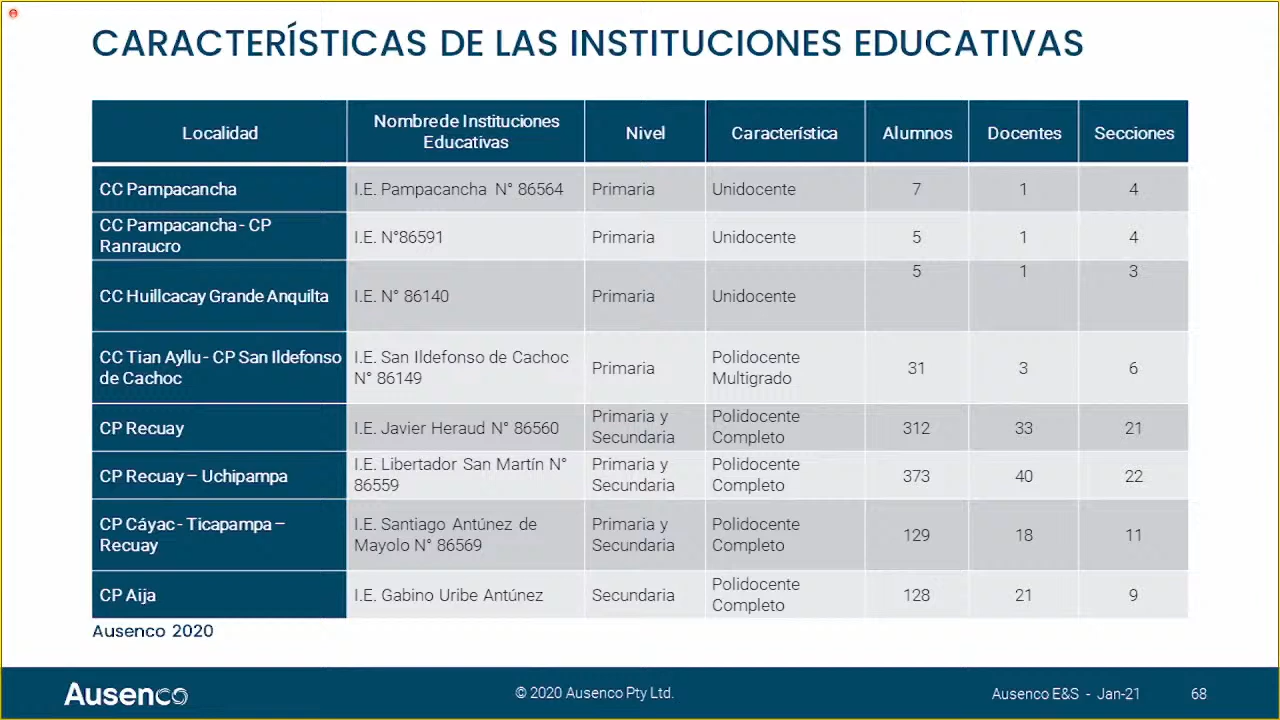 CARACTERÍSTICAS DE LAS INSTITUCIONES EDUCATIVAS
Localidad
Nombre de Instituciones
Educativas
Nivel
Característica
Alumnos
Docentes
Secciones
CC Pampacancha
I.E. Pampacancha N° 86564
Primaria
Unidocente
7
1
4
CC Pampacancha - CP
Ranraucro
I.E. N°86591
Primaria
Unidocente
5
1
4
CC Huillcacay Grande Anquilta
I.E. N° 86140
Primaria
Unidocente
5
1
3
CC Tian Ayllu - CP San Ildefonso
de Cachoc
I.E. San Ildefonso de Cachoc
N° 86149
Primaria
Polidocente
Multigrado
31
3
6
CP Recuay
I.E. Javier Heraud N° 86560
Primaria y
Secundaria
Polidocente
Completo
312
33
21
CP Recuay – Uchipampa
I.E. Libertador San Martín N°
86559
Primaria y
Secundaria
Polidocente
Completo
373
40
22
CP Cáyac - Ticapampa –
Recuay
I.E. Santiago Antúnez de
Mayolo N° 86569
Primaria y
Secundaria
Polidocente
Completo
129
18
11
CP Aija
I.E. Gabino Uribe Antúnez
Secundaria
Polidocente
Completo
128
21
9
Ausenco 2020
Ausenco
© 2020 Ausenco Pty Ltd.
Ausenco E&S - Jan-21
68